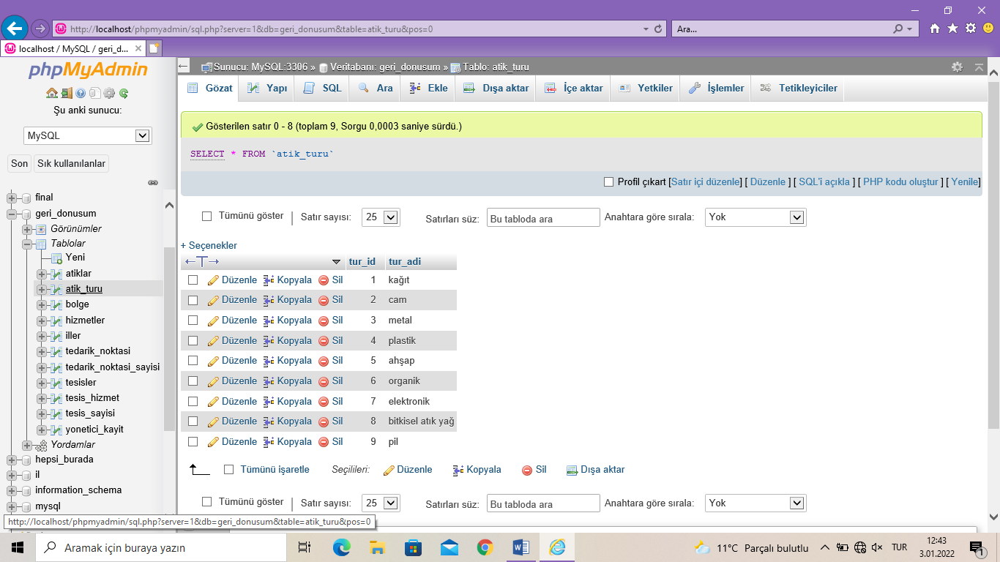 http://localhost/phpmyadmin/sql.php?server=1&db=geri_donusum&table=atik_turu&pos=0
Ara...
localhost / MySQL / geri_d...
phpMyAdmin
Şu anki sunucu:
MySQL
Son Sık kullanılanlar
final
geri_donusum
Görünümler
Tablolar
Yeni
atiklar
atik_turu
bolge
hizmetler
iller
tedarik_noktasi
tedarik_noktasi_sayisi
tesisler
tesis_hizmet
tesis_sayisi
yonetici_kayit
Yordamlar
hepsi_burada
il
information_schema
mysql
http://localhost/phpmyadmin/sql.php?server=1&db=geri_donusum&table=atik_turu&pos=0
Sunucu: MySQL:3306 » Veritabanı: geri_donusum » Tablo: atik_turu
Gözat Yapı SQL Ara Ekle Dışa aktar İçe aktar Yetkiler İşlemler Tetikleyiciler
Gösterilen satır 0 - 8 (toplam 9, Sorgu 0,0003 saniye sürdü.)
SELECT * FROM `atik_turu`
Profil çıkart [Satır içi düzenle] [ Düzenle ] [ SQL'i açıkla ] [ PHP kodu oluştur ] [ Yenile]
Tümünü göster | Satır sayısı: 25 Satırları süz: Bu tabloda ara Anahtara göre sırala: Yok
+ Seçenekler
←T→ tur_id tur_adi
Düzenle Kopyala Sil 1 kağıt
Düzenle Kopyala Sil 2 cam
Düzenle Kopyala Sil 3 metal
Düzenle Kopyala Sil 4 plastik
Düzenle Kopyala Sil 5 ahşap
Düzenle Kopyala Sil 6 organik
Düzenle Kopyala Sil 7 elektronik
Düzenle Kopyala Sil 8 bitkisel atık yağ
Düzenle Kopyala Sil 9 pil
Tümünü işaretle Seçilileri: Düzenle Kopyala Sil Dışa aktar
Tümünü göster | Satır sayısı: 25 Satırları süz: Bu tabloda ara Anahtara göre sırala: Yok
Aramak için buraya yazın
11°C Parçalı bulutlu
TUR
12:43
3.01.2022
1